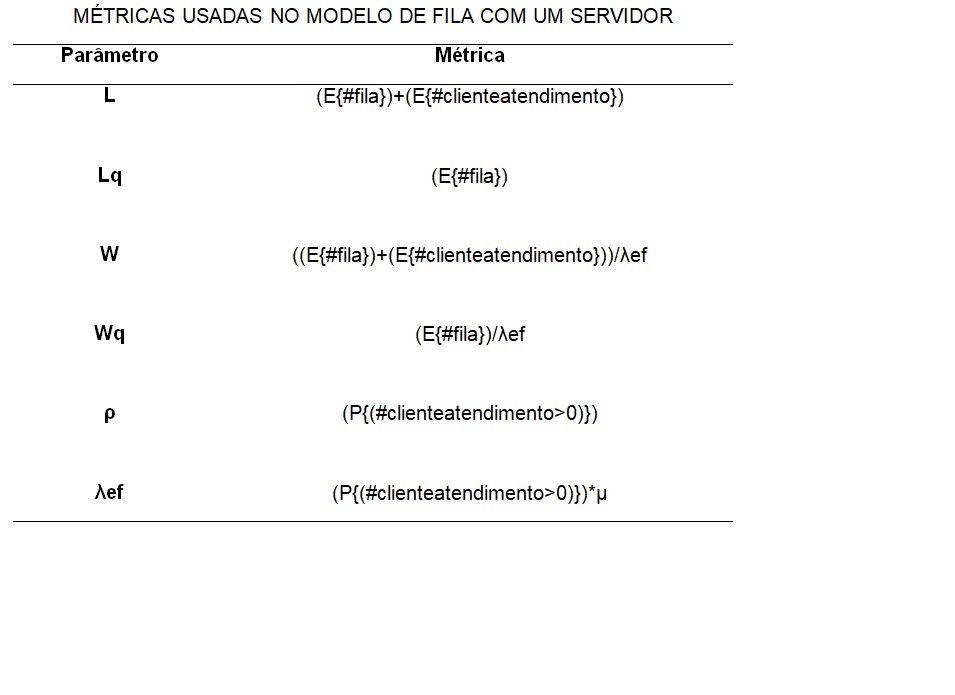 MÉTRICAS USADAS NO MODELO DE FILA COM UM SERVIDOR
Parâmetro Métrica
L (E{#fila})+(E{#clienteatendimento})
Lq (E{#fila})
W ((E{#fila})+(E{#clienteatendimento}))/λef
Wq (E{#fila})/λef
ρ (P{(#clienteatendimento>0)})
λef (P{(#clienteatendimento>0)})*µ